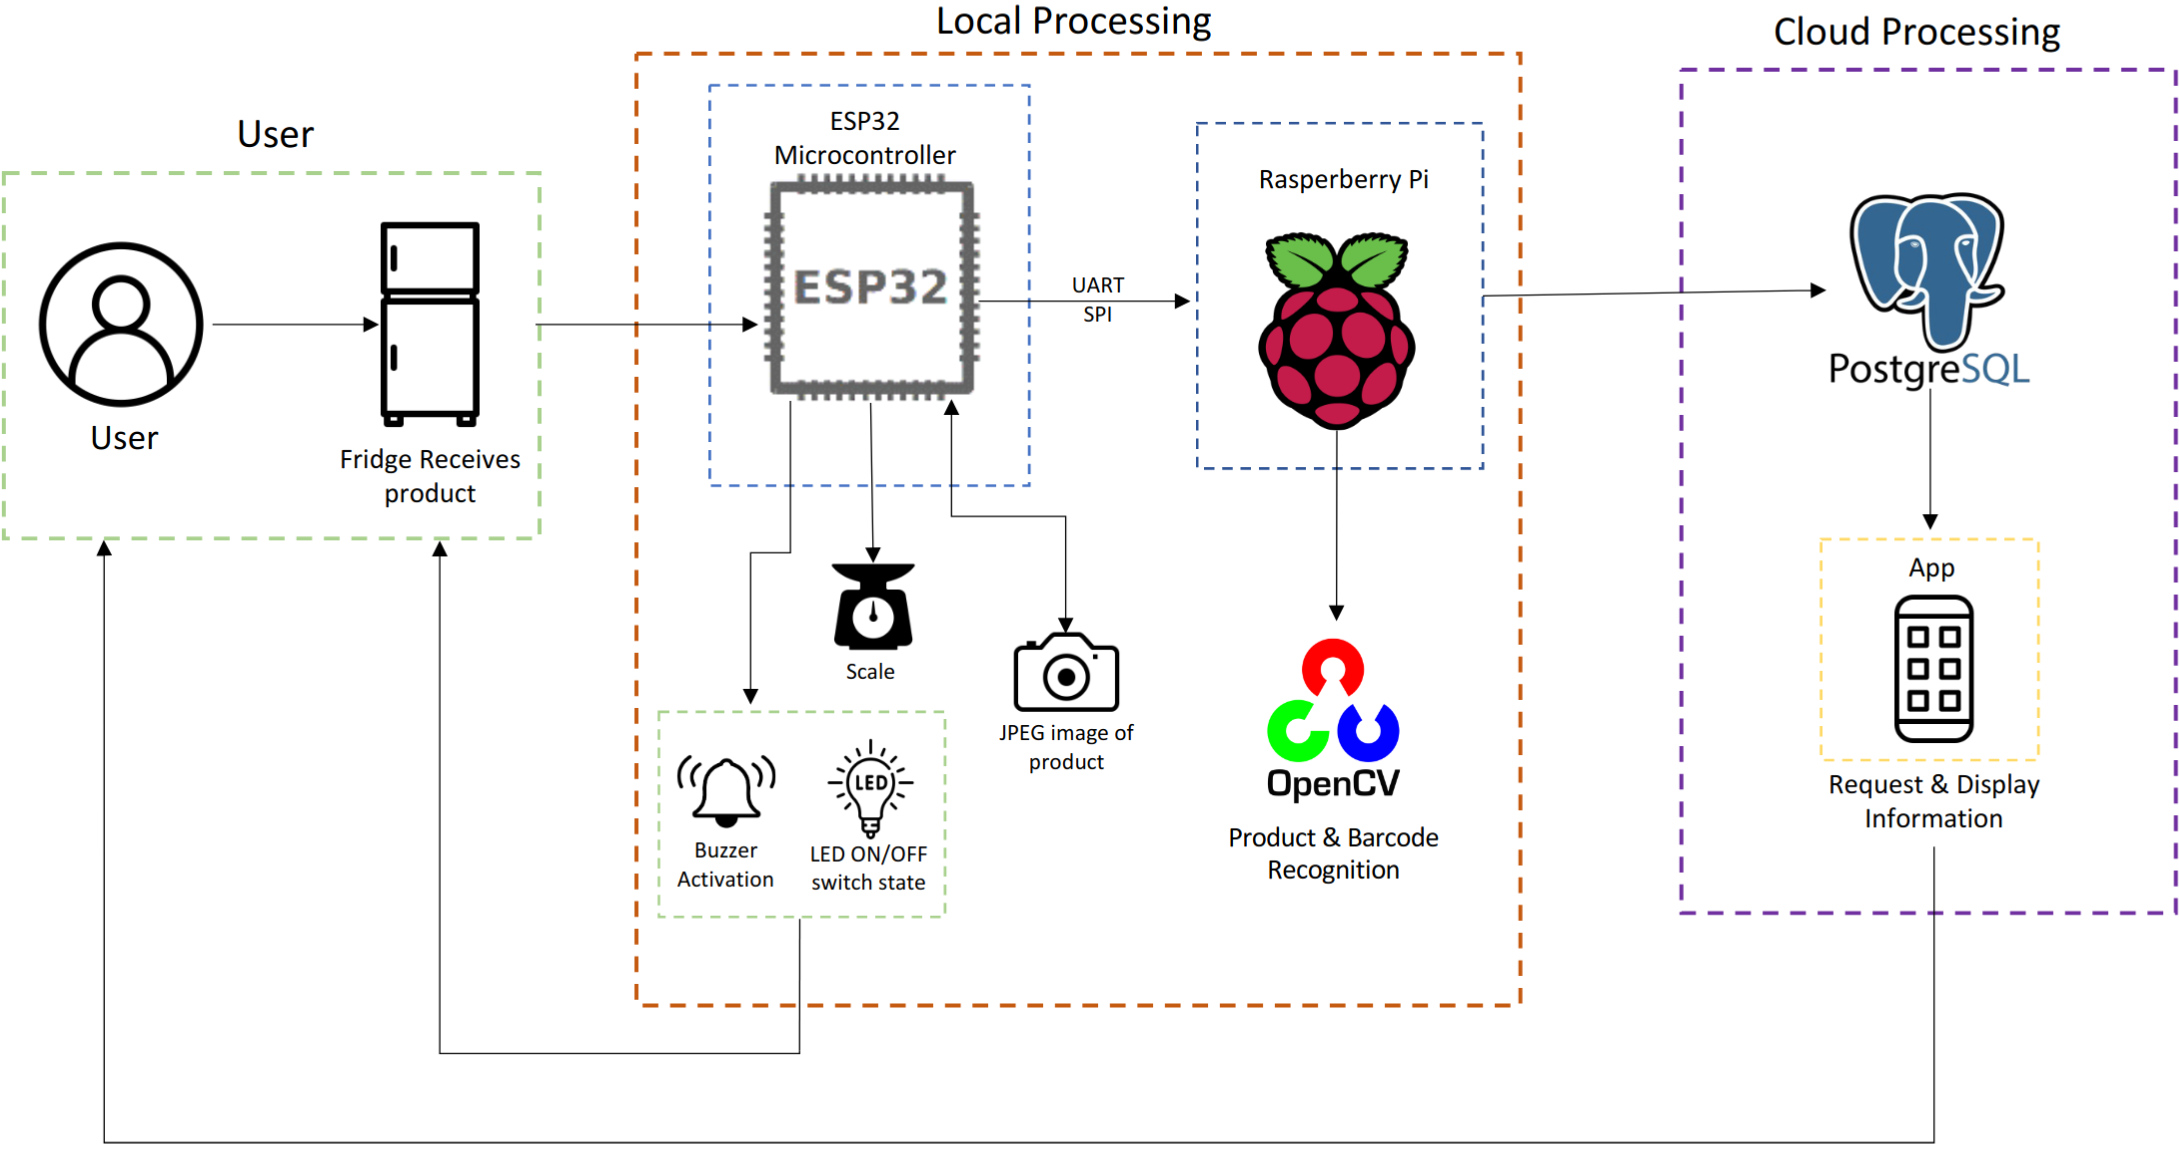 Local Processing
Cloud Processing
User
ESP32
Microcontroller
ESP32
UART
SPI
Rasperberry Pi
PostgreSQL
User
Fridge Receives
product
Scale
JPEG image of
product
Buzzer
Activation
LED
LED ON/OFF
switch state
OpenCV
Product & Barcode
Recognition
App
Request & Display
Information